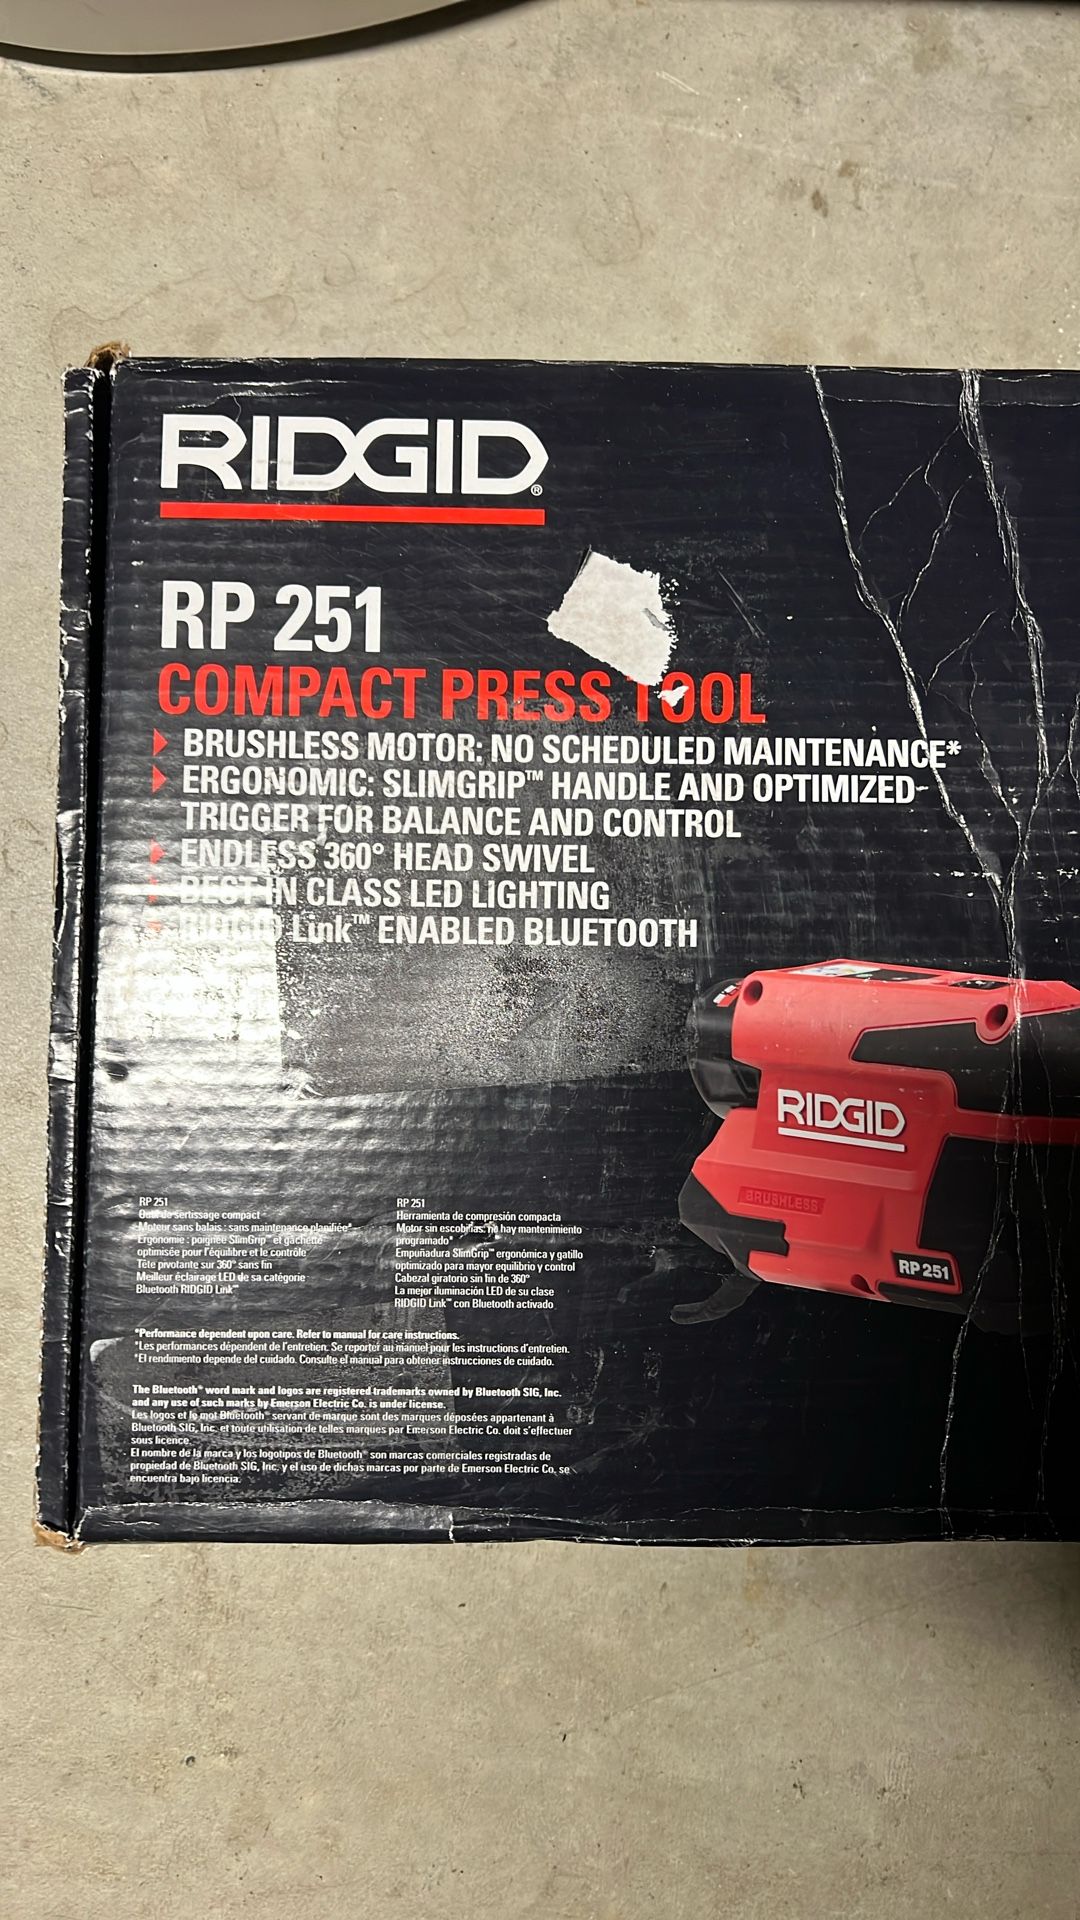 RIDGID®
RP 251
COMPACT PRESS TOOL
BRUSHLESS MOTOR: NO SCHEDULED MAINTENANCE*
ERGONOMIC: SLIMGRIP™ HANDLE AND OPTIMIZED
TRIGGER FOR BALANCE AND CONTROL
ENDLESS 360° HEAD SWIVEL
BEST IN CLASS LED LIGHTING
RIDGID Link™ ENABLED BLUETOOTH
RIDGID
BRUSHLESS
RP 251
RP 251
Outil de sertissage compact
Moteur sans balais : sans maintenance planifiée*
Ergonomie : poignée SlimGrip™ et gâchette
optimisée pour l'équilibre et le contrôle
Tête pivotante sur 360° sans fin
Meilleur éclairage LED de sa catégorie
Bluetooth RIDGID Link™
RP 251
Herramienta de compresión compacta
Motor sin escobillas: no hay mantenimiento
programado*
Empuñadura SlimGrip™ ergonómica y gatillo
optimizado para mayor equilibrio y control
Cabezal giratorio sin fin de 360°
La mejor iluminación LED de su clase
RIDGID Link™ con Bluetooth activado
*Performance dependent upon care. Refer to manual for care instructions.
*Les performances dépendent de l'entretien. Se reporter au manuel pour les instructions d'entretien.
*El rendimiento depende del cuidado. Consulte el manual para obtener instrucciones de cuidado.
The Bluetooth® word mark and logos are registered trademarks owned by Bluetooth SIG, Inc.
and any use of such marks by Emerson Electric Co. is under license.
Les logos et le mot Bluetooth® servant de marque sont des marques déposées appartenant à
Bluetooth SIG, Inc. et toute utilisation de telles marques par Emerson Electric Co. doit s'effectuer
sous licence.
El nombre de la marca y los logotipos de Bluetooth® son marcas comerciales registradas de
propiedad de Bluetooth SIG, Inc. y el uso de dichas marcas por parte de Emerson Electric Co. se
encuentra bajo licencia.